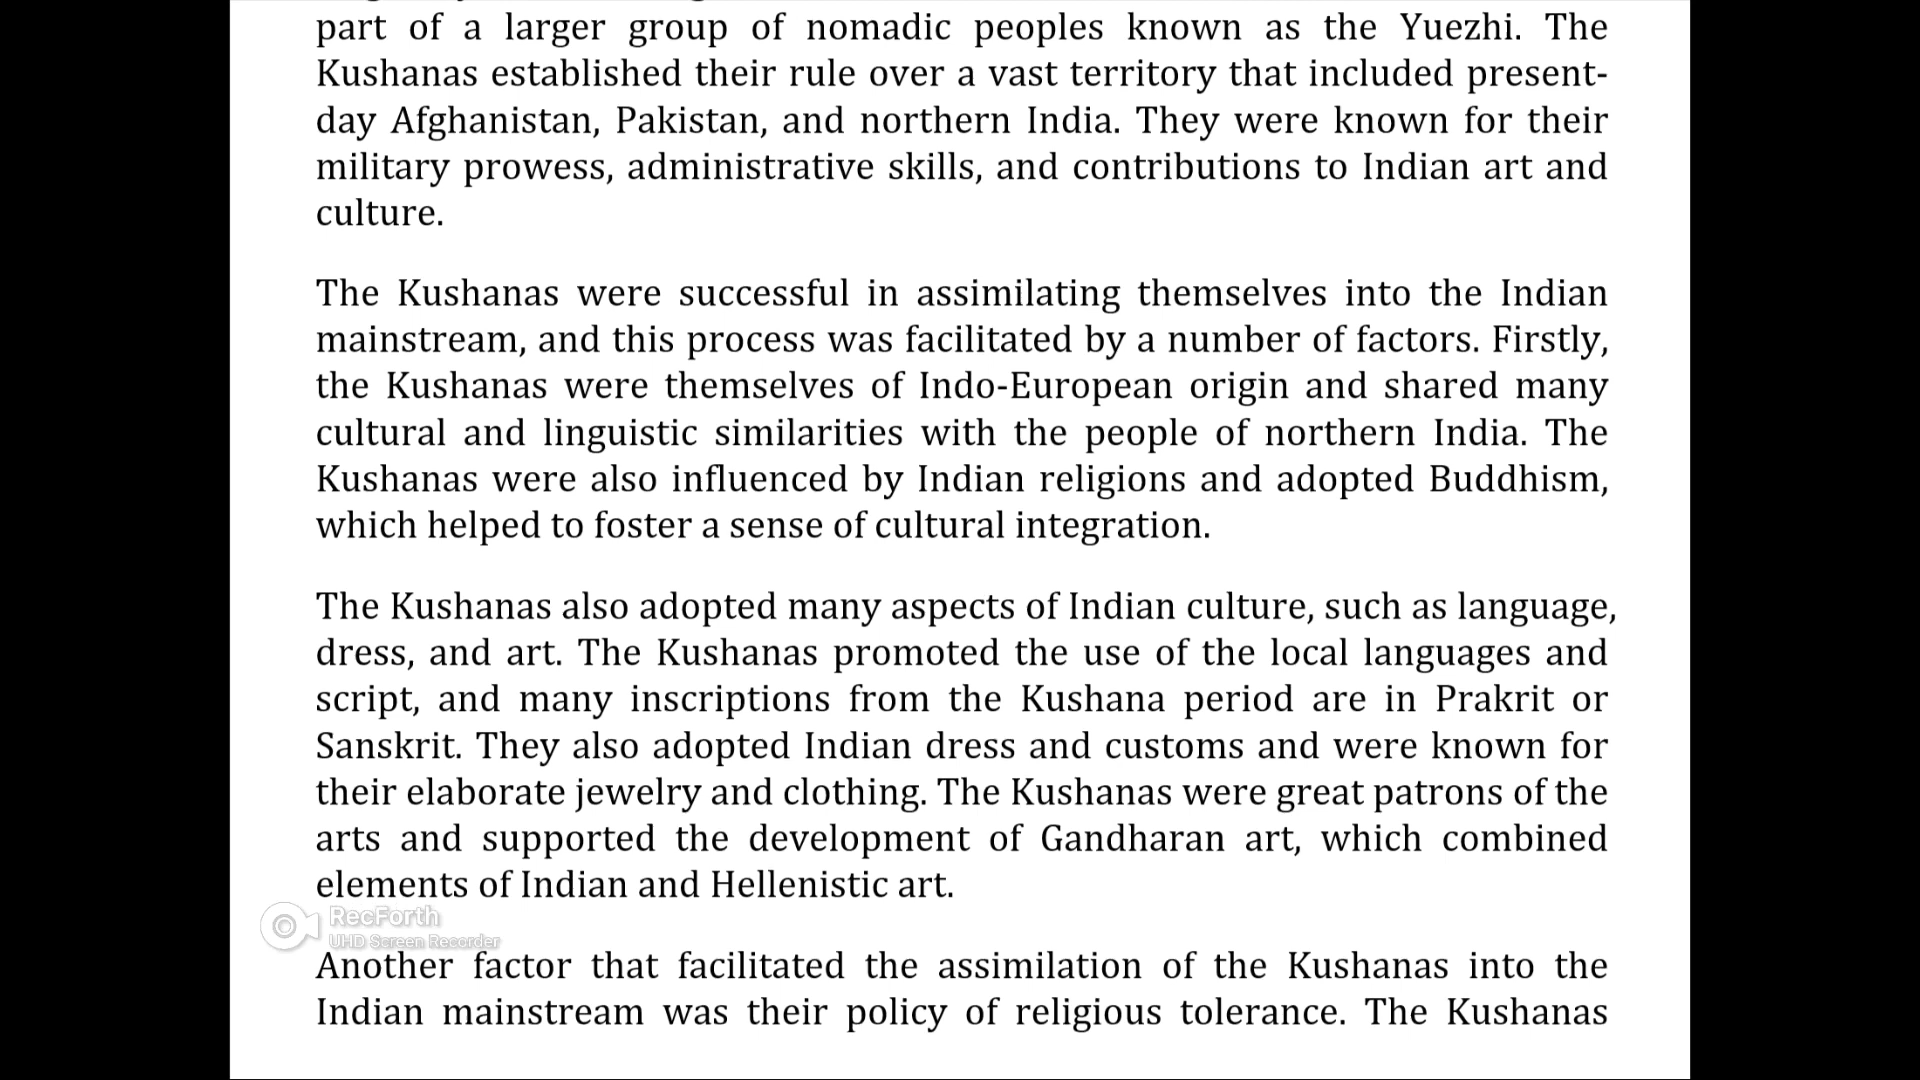 part of a larger group of nomadic peoples known as the Yuezhi. The
Kushanas established their rule over a vast territory that included present-
day Afghanistan, Pakistan, and northern India. They were known for their
military prowess, administrative skills, and contributions to Indian art and
culture.
The Kushanas were successful in assimilating themselves into the Indian
mainstream, and this process was facilitated by a number of factors. Firstly,
the Kushanas were themselves of Indo-European origin and shared many
cultural and linguistic similarities with the people of northern India. The
Kushanas were also influenced by Indian religions and adopted Buddhism,
which helped to foster a sense of cultural integration.
The Kushanas also adopted many aspects of Indian culture, such as language,
dress, and art. The Kushanas promoted the use of the local languages and
script, and many inscriptions from the Kushana period are in Prakrit or
Sanskrit. They also adopted Indian dress and customs and were known for
their elaborate jewelry and clothing. The Kushanas were great patrons of the
arts and supported the development of Gandharan art, which combined
elements of Indian and Hellenistic art.
RecForth
UHD Screen Recorder
Another factor that facilitated the assimilation of the Kushanas into the
Indian mainstream was their policy of religious tolerance. The Kushanas